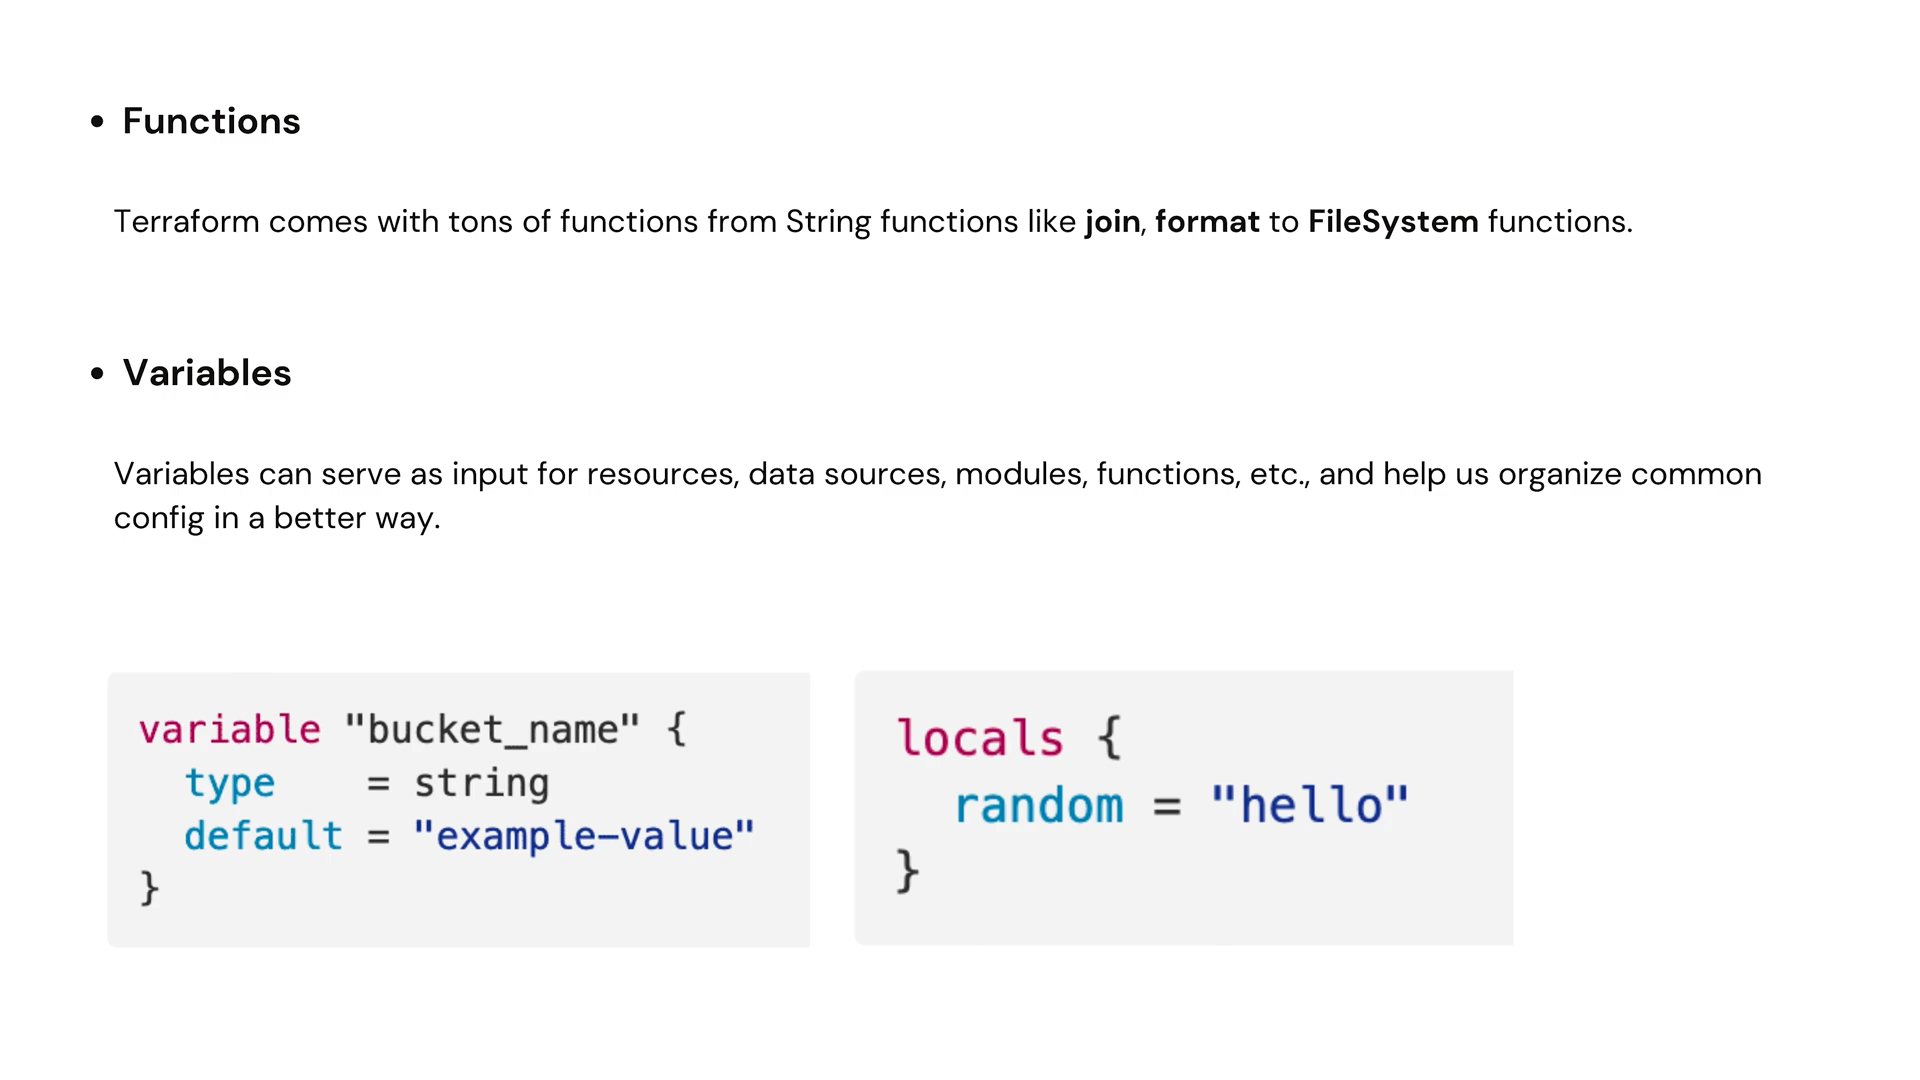 • Functions
Terraform comes with tons of functions from String functions like join, format to FileSystem functions.
• Variables
Variables can serve as input for resources, data sources, modules, functions, etc., and help us organize common
config in a better way.
variable "bucket_name" {
  type    = string
  default = "example-value"
}
locals {
  random = "hello"
}